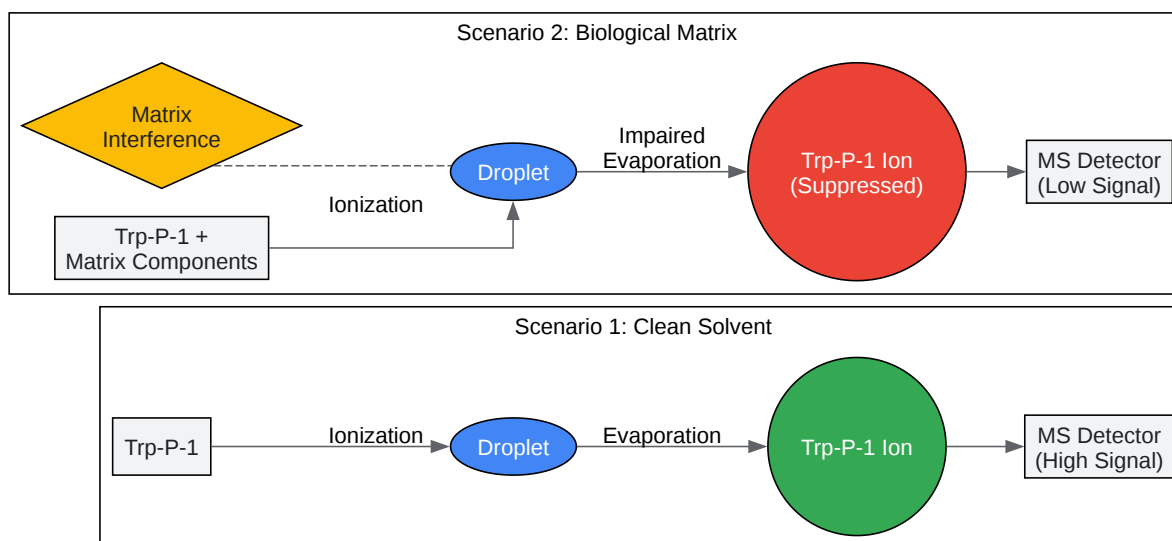 Scenario 2: Biological Matrix
Matrix
Interference
Impaired
Evaporation
Droplet
Trp-P-1 Ion
(Suppressed)
MS Detector
(Low Signal)
Ionization
Trp-P-1 +
Matrix Components
Scenario 1: Clean Solvent
Trp-P-1
Ionization
Droplet
Evaporation
Trp-P-1 Ion
MS Detector
(High Signal)